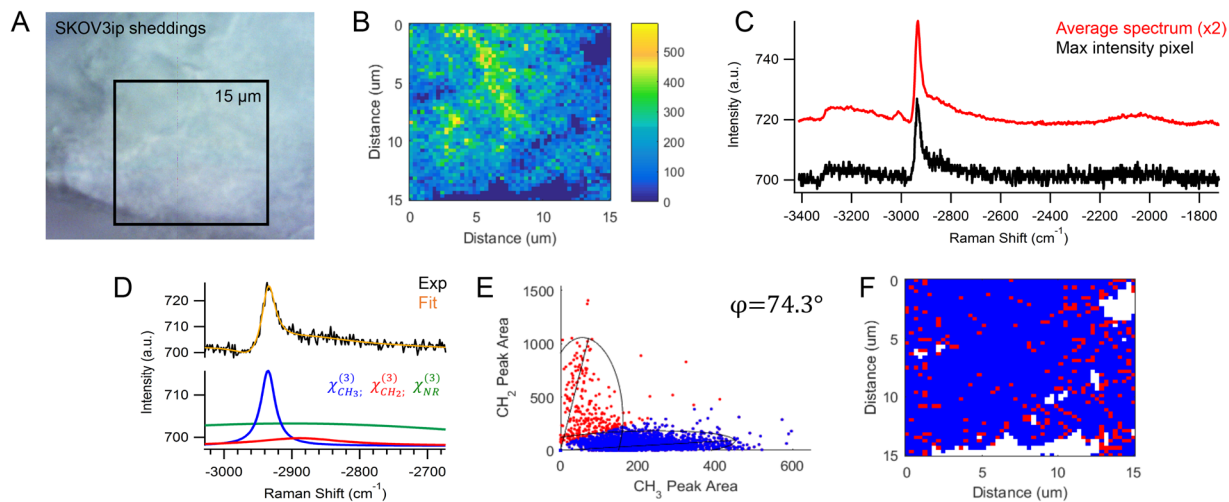 A
SKOV3ip sheddings
15 μm
B
0
5
10
15
Distance (um)
0
5
10
15
Distance (um)
500
400
300
200
100
0
C
Average spectrum (x2)
Max intensity pixel
740
720
700
Intensity (a.u.)
-3400
-3200
-3000
-2800
-2600
-2400
-2200
-2000
-1800
Raman Shift (cm⁻¹)
D
Exp
Fit
720
710
700
710
700
Intensity (a.u.)
χ⁽³⁾CH₃; χ⁽³⁾CH₂; χ⁽³⁾NR
-3000
-2900
-2800
-2700
Raman Shift (cm⁻¹)
E
φ=74.3°
1500
1000
500
0
CH₂ Peak Area
0
200
400
600
CH₃ Peak Area
F
0
5
10
15
Distance (um)
0
5
10
15
Distance (um)